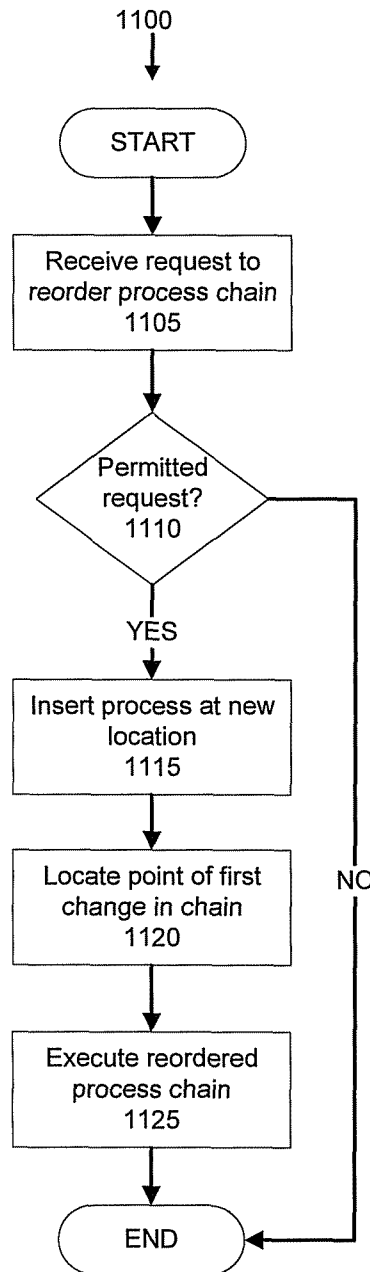 1100
START
Receive request to
reorder process chain
1105
Permitted
request?
1110
YES
Insert process at new
location
1115
Locate point of first
change in chain
1120
NO
Execute reordered
process chain
1125
END